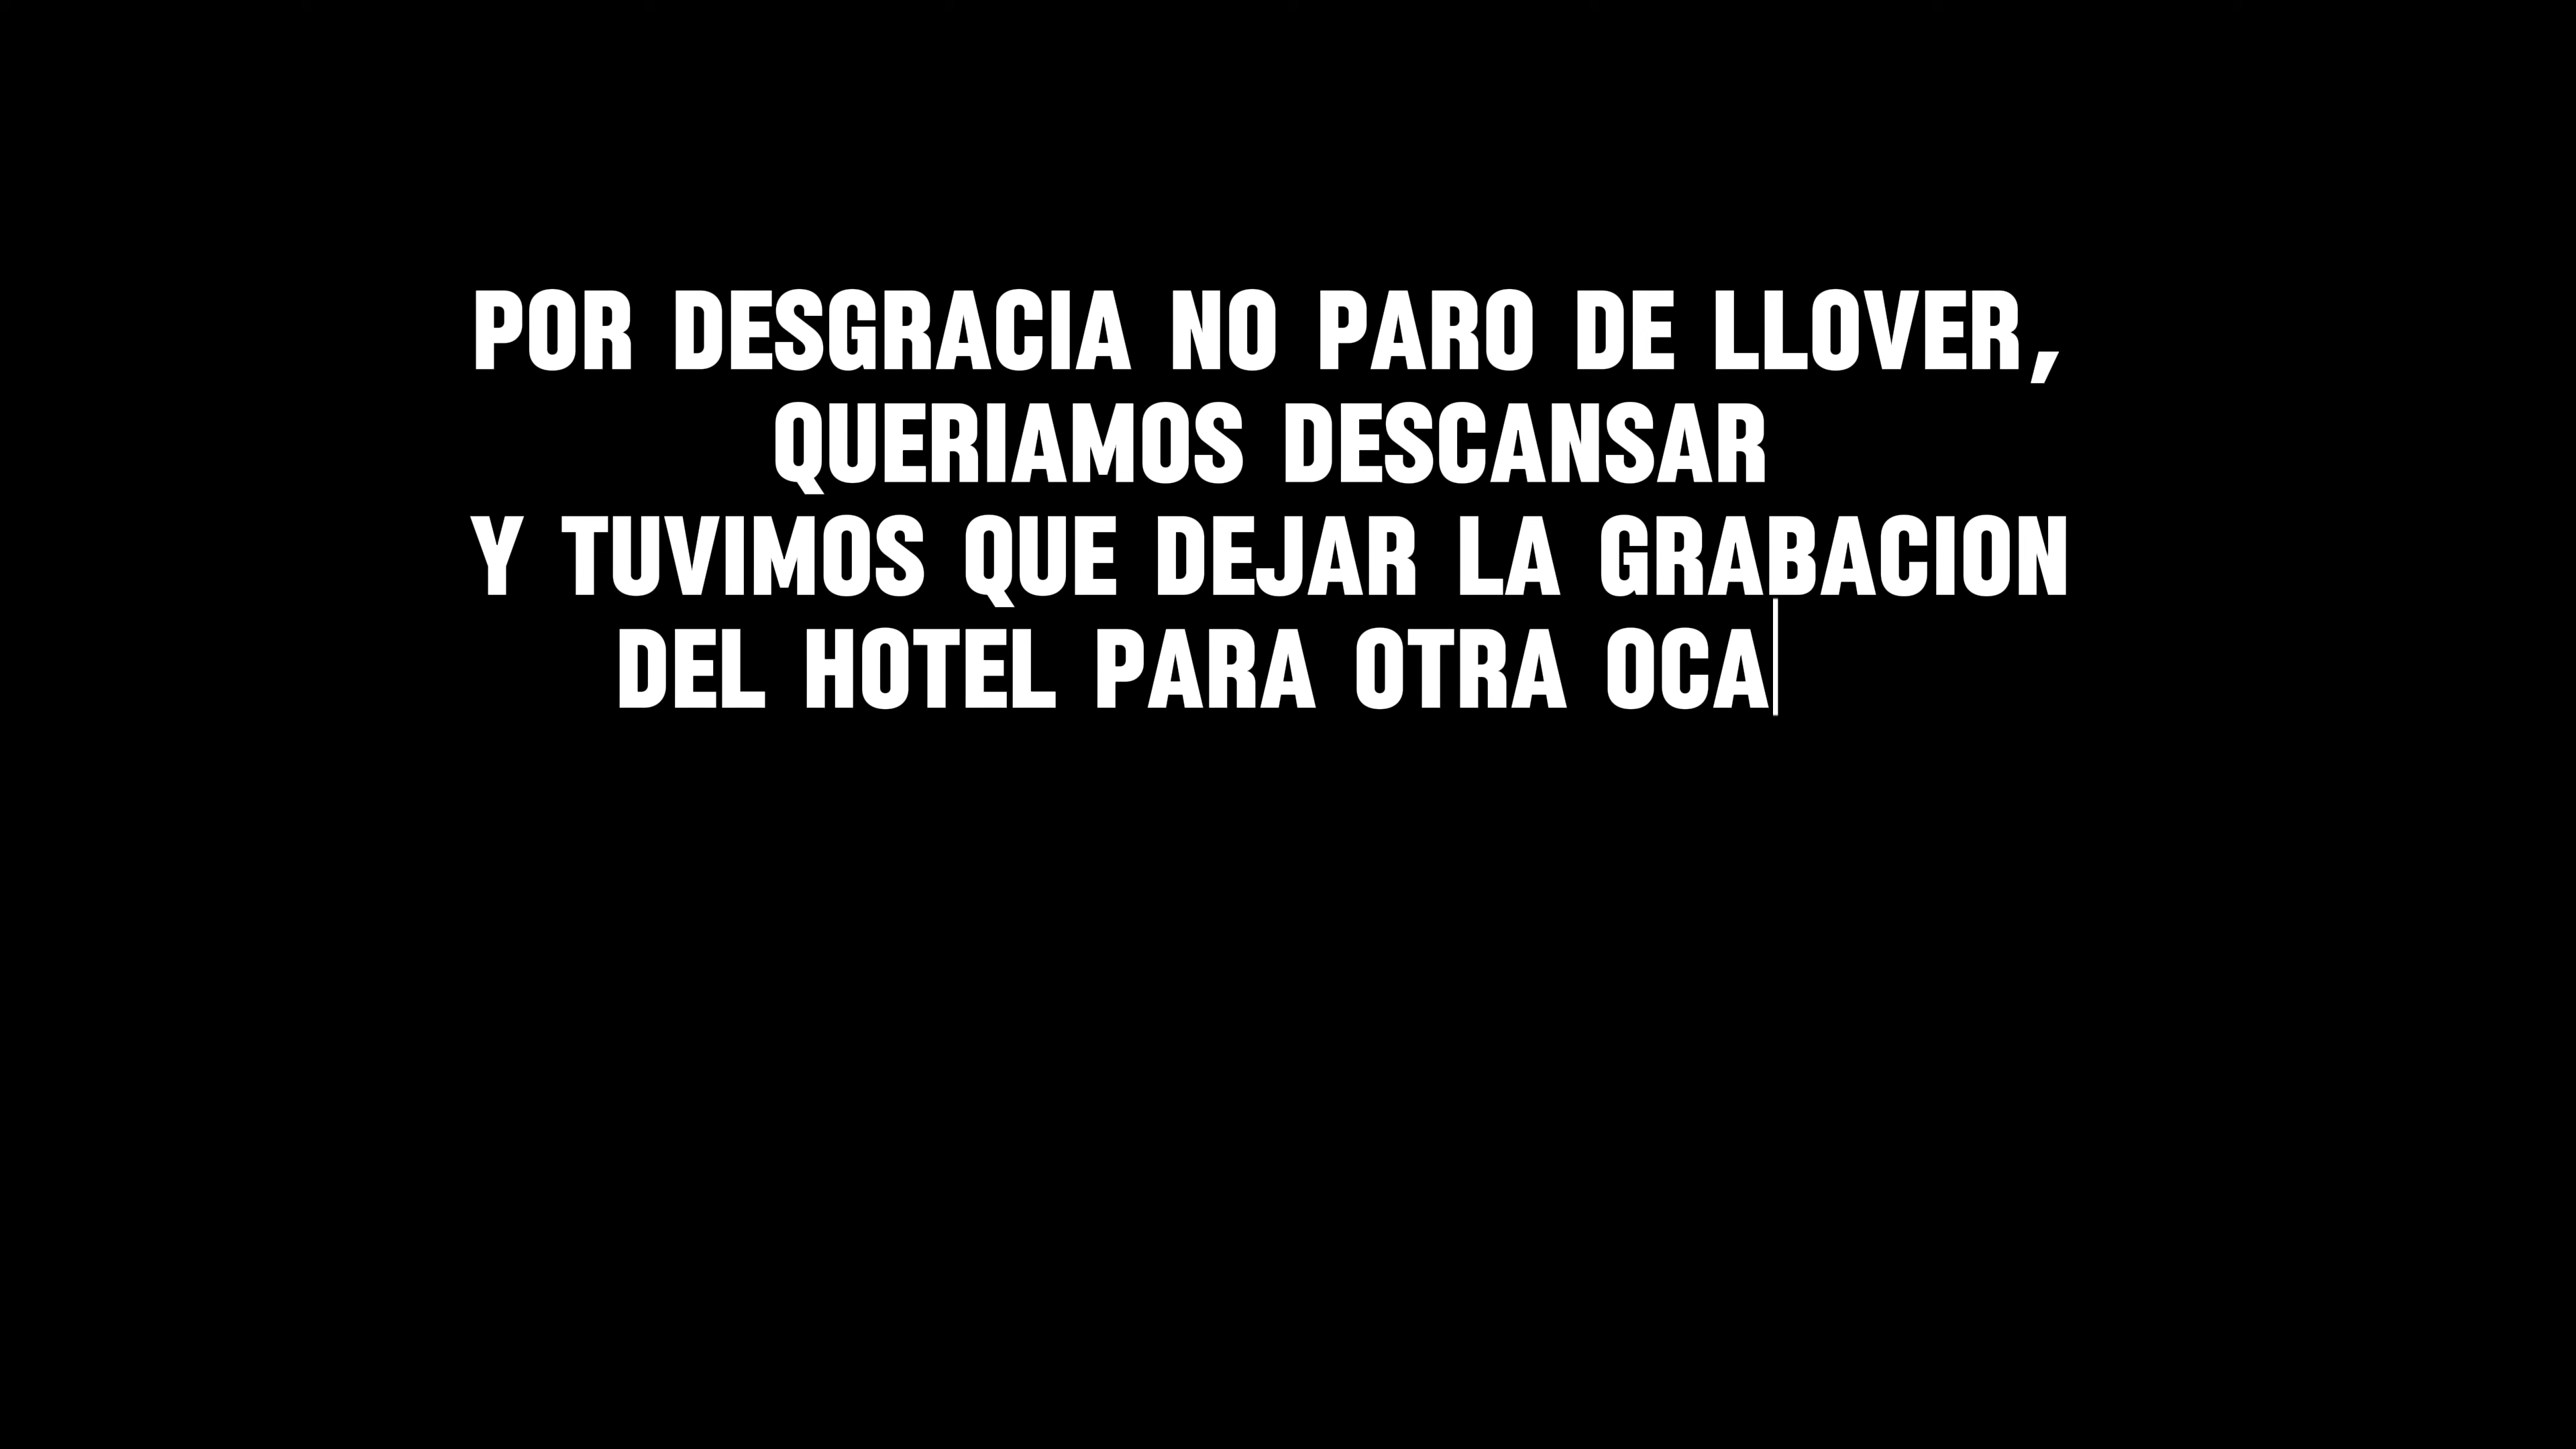 POR DESGRACIA NO PARO DE LLOVER,
QUERIAMOS DESCANSAR
Y TUVIMOS QUE DEJAR LA GRABACION
DEL HOTEL PARA OTRA OCA